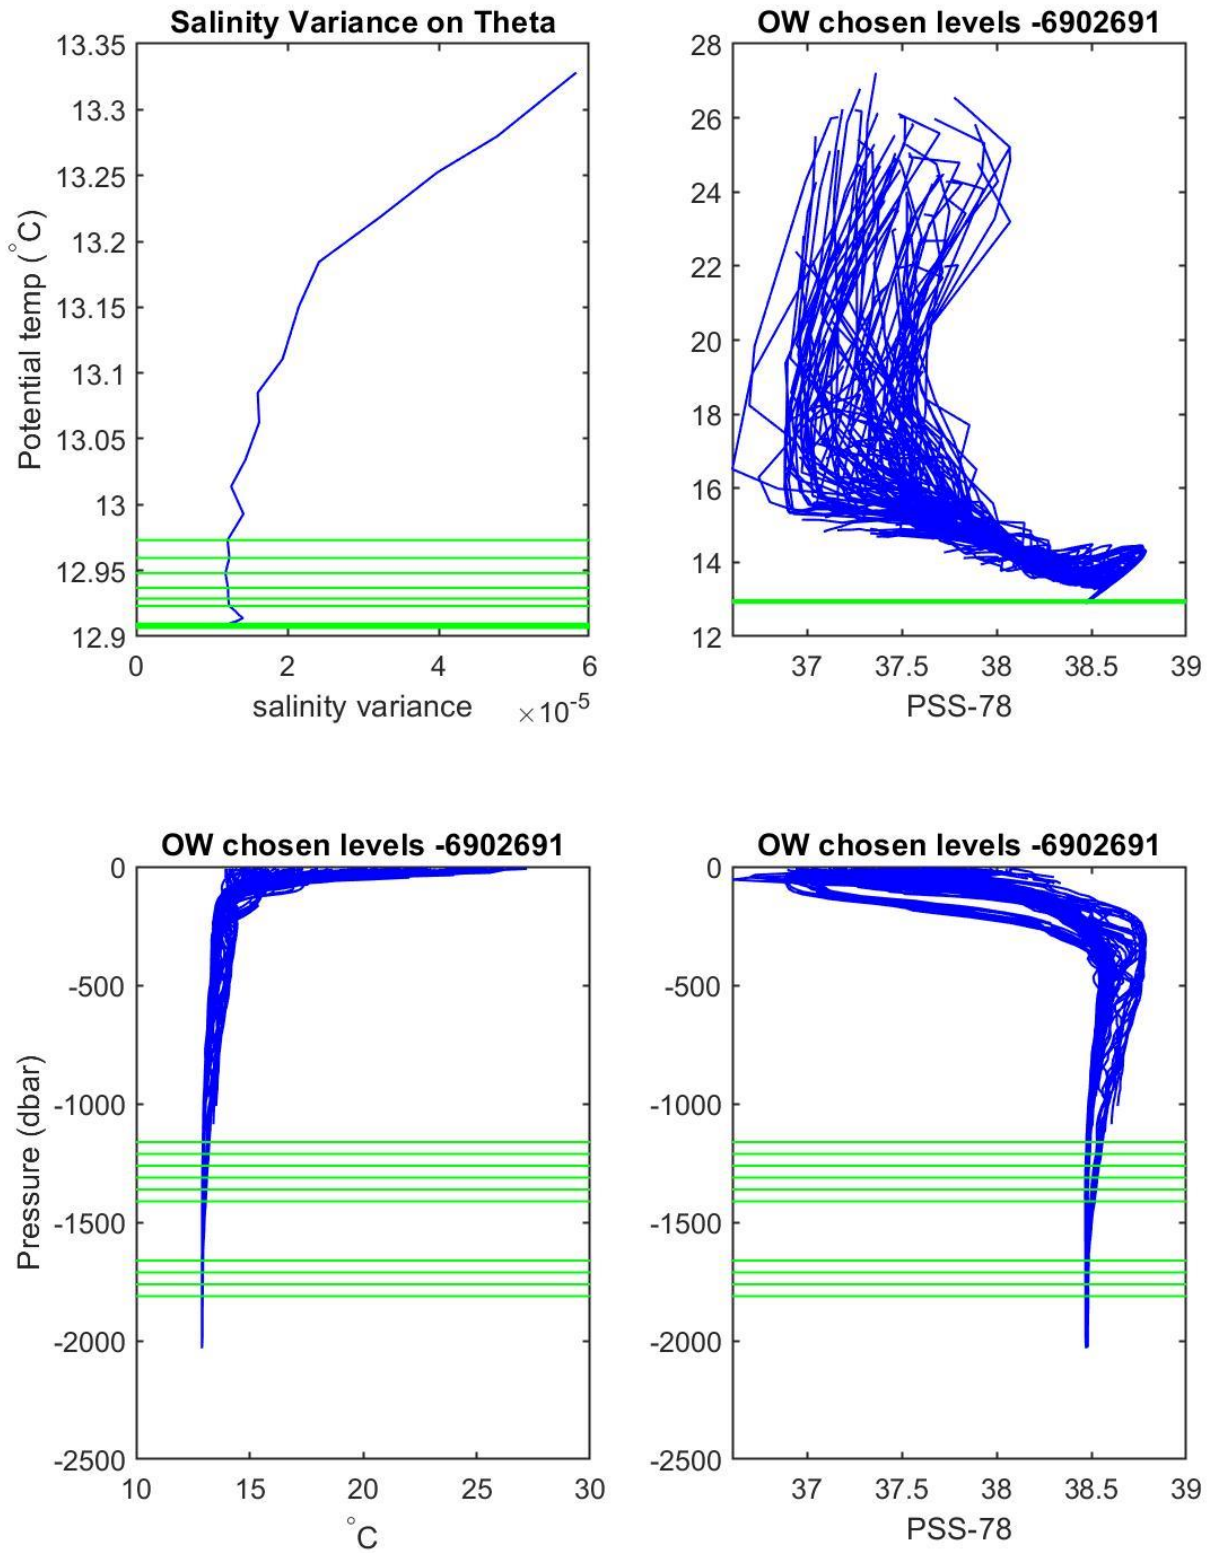 Salinity Variance on Theta
13.35
13.3
13.25
13.2
13.15
13.1
13.05
13
12.95
12.9
Potential temp (°C)
0 2 4 6
salinity variance ×10-5
OW chosen levels -6902691
28
26
24
22
20
18
16
14
12
37 37.5 38 38.5 39
PSS-78
OW chosen levels -6902691
0
-500
-1000
-1500
-2000
-2500
Pressure (dbar)
10 15 20 25 30
°C
OW chosen levels -6902691
0
-500
-1000
-1500
-2000
-2500
37 37.5 38 38.5 39
PSS-78